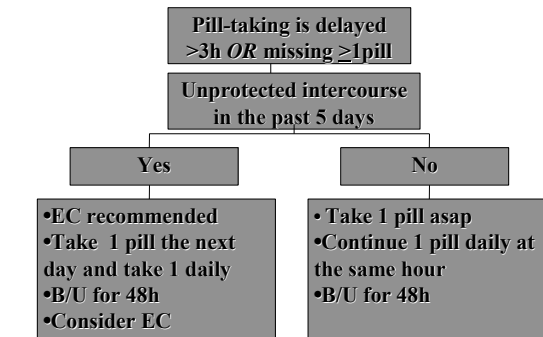 Pill-taking is delayed
>3h OR missing ≥1pill
Unprotected intercourse
in the past 5 days
Yes
No
•EC recommended
•Take 1 pill the next
day and take 1 daily
•B/U for 48h
•Consider EC
• Take 1 pill asap
•Continue 1 pill daily at
the same hour
•B/U for 48h